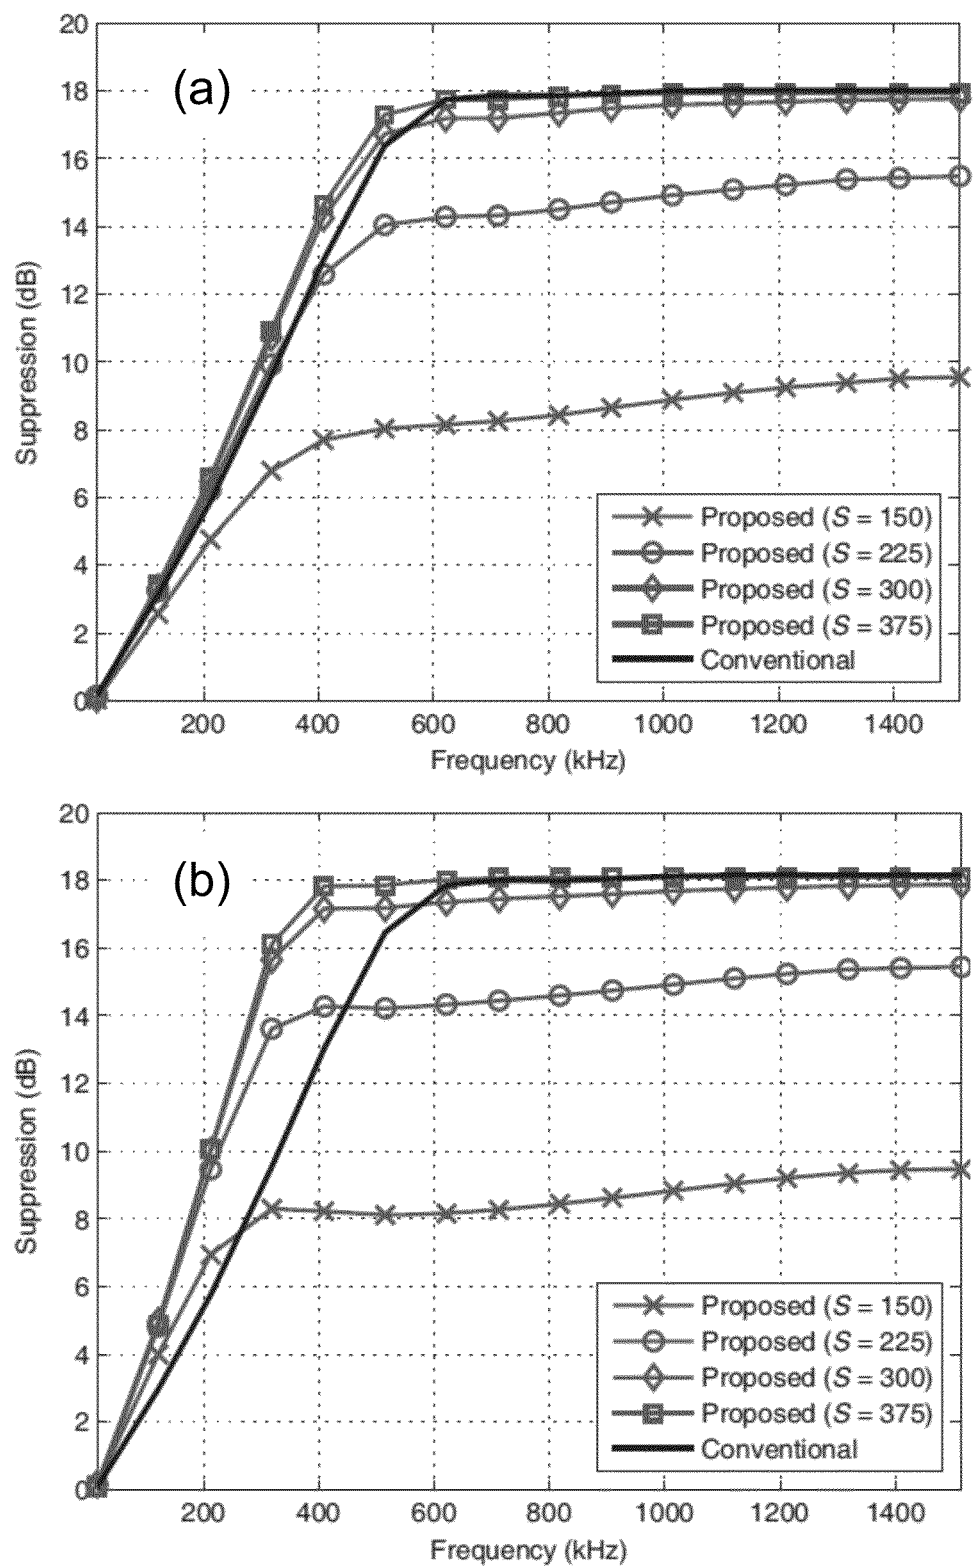 (a)
20
18
16
14
12
10
8
6
4
2
0
Suppression (dB)
200 400 600 800 1000 1200 1400
Frequency (kHz)
Proposed (S = 150)
Proposed (S = 225)
Proposed (S = 300)
Proposed (S = 375)
Conventional
(b)
20
18
16
14
12
10
8
6
4
2
0
Suppression (dB)
200 400 600 800 1000 1200 1400
Frequency (kHz)
Proposed (S = 150)
Proposed (S = 225)
Proposed (S = 300)
Proposed (S = 375)
Conventional